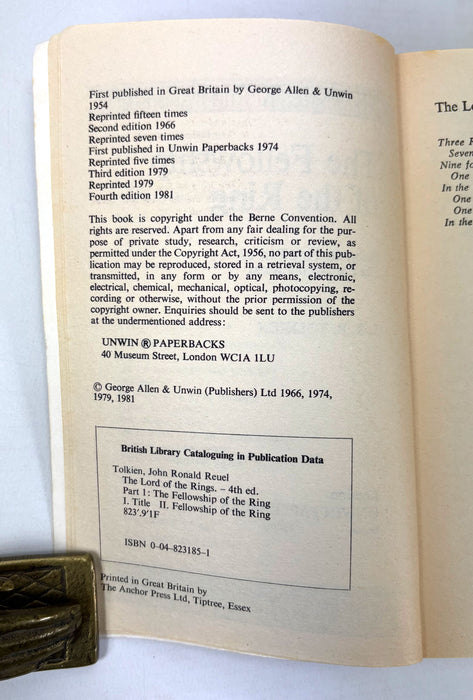 First published in Great Britain by George Allen & Unwin
1954
Reprinted fifteen times
Second edition 1966
Reprinted seven times
First published in Unwin Paperbacks 1974
Reprinted five times
Third edition 1979
Reprinted 1979
Fourth edition 1981
This book is copyright under the Berne Convention. All
rights are reserved. Apart from any fair dealing for the pur-
pose of private study, research, criticism or review, as
permitted under the Copyright Act, 1956, no part of this pub-
lication may be reproduced, stored in a retrieval system, or
transmitted, in any form or by any means, electronic,
electrical, chemical, mechanical, optical, photocopying, re-
cording or otherwise, without the prior permission of the
copyright owner. Enquiries should be sent to the publishers
at the undermentioned address:
UNWIN ® PAPERBACKS
40 Museum Street, London WC1A 1LU
© George Allen & Unwin (Publishers) Ltd 1966, 1974,
1979, 1981
British Library Cataloguing in Publication Data
Tolkien, John Ronald Reuel
The Lord of the Rings. – 4th ed.
Part 1: The Fellowship of the Ring
I. Title II. Fellowship of the Ring
823'.9'1F
ISBN 0–04–823185–1
Printed in Great Britain by
The Anchor Press Ltd, Tiptree, Essex
The
Three
Seven
Nine
One
In the
One
One
In the